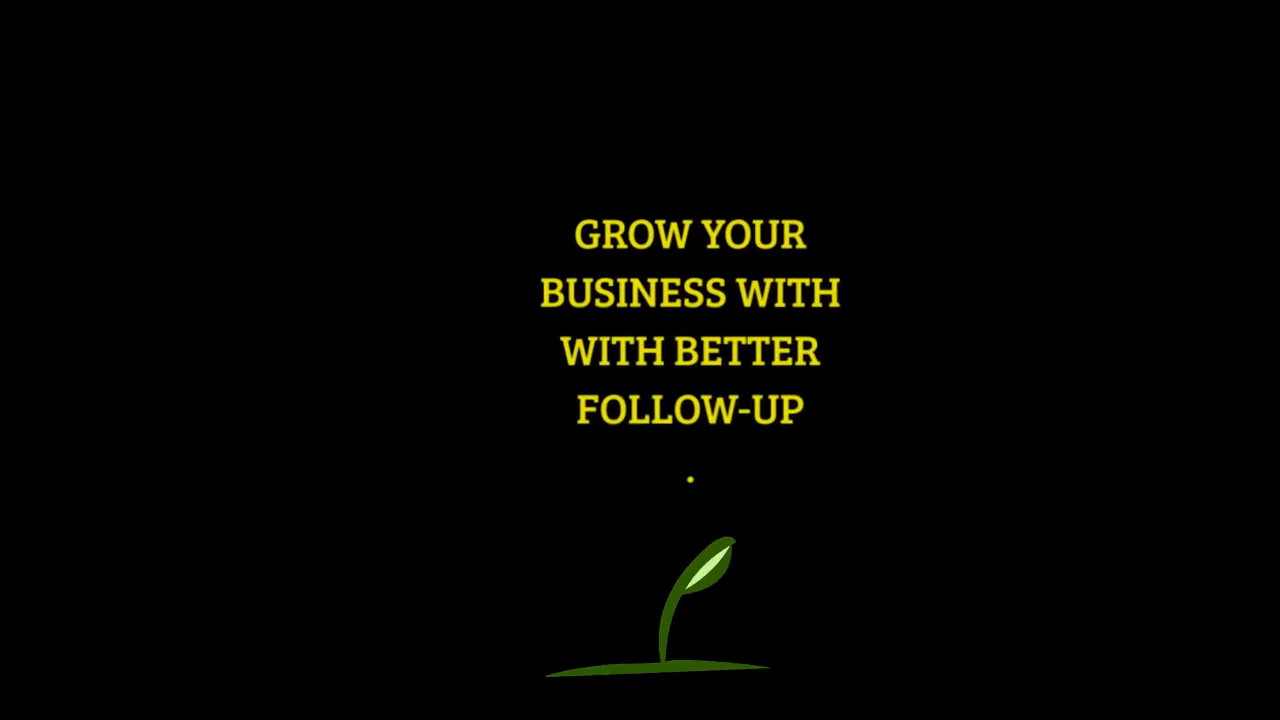 GROW YOUR
BUSINESS WITH
WITH BETTER
FOLLOW-UP
.